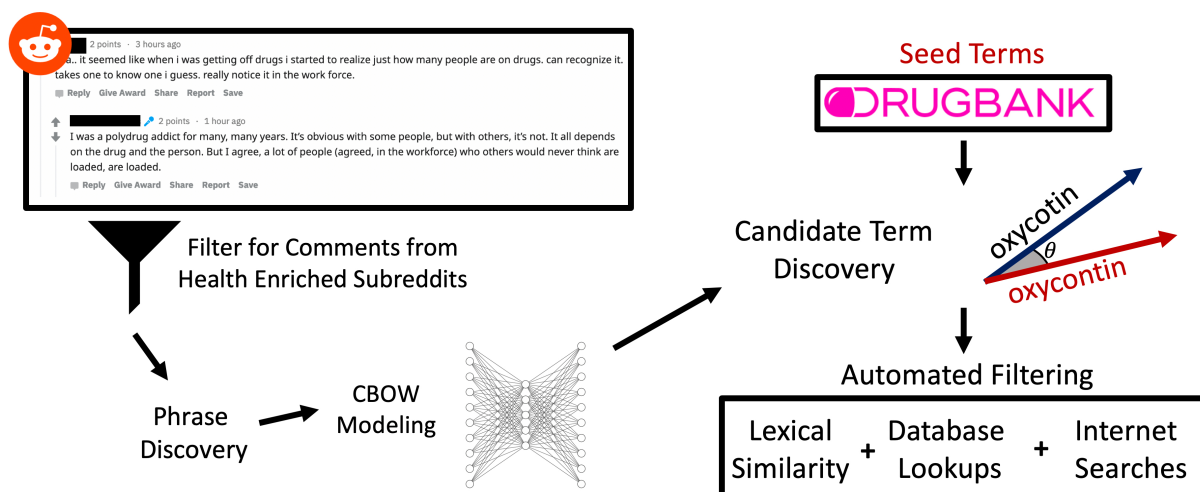 2 points · 3 hours ago
it seemed like when i was getting off drugs i started to realize just how many people are on drugs. can recognize it.
takes one to know one i guess. really notice it in the work force.
Reply Give Award Share Report Save
2 points · 1 hour ago
I was a polydrug addict for many, many years. It's obvious with some people, but with others, it's not. It all depends
on the drug and the person. But I agree, a lot of people (agreed, in the workforce) who others would never think are
loaded, are loaded.
Reply Give Award Share Report Save
Filter for Comments from
Health Enriched Subreddits
Phrase
Discovery
CBOW
Modeling
Seed Terms
DRUGBANK
Candidate Term
Discovery
oxycotin
θ
oxycontin
Automated Filtering
Lexical
Similarity
+
Database
Lookups
+
Internet
Searches